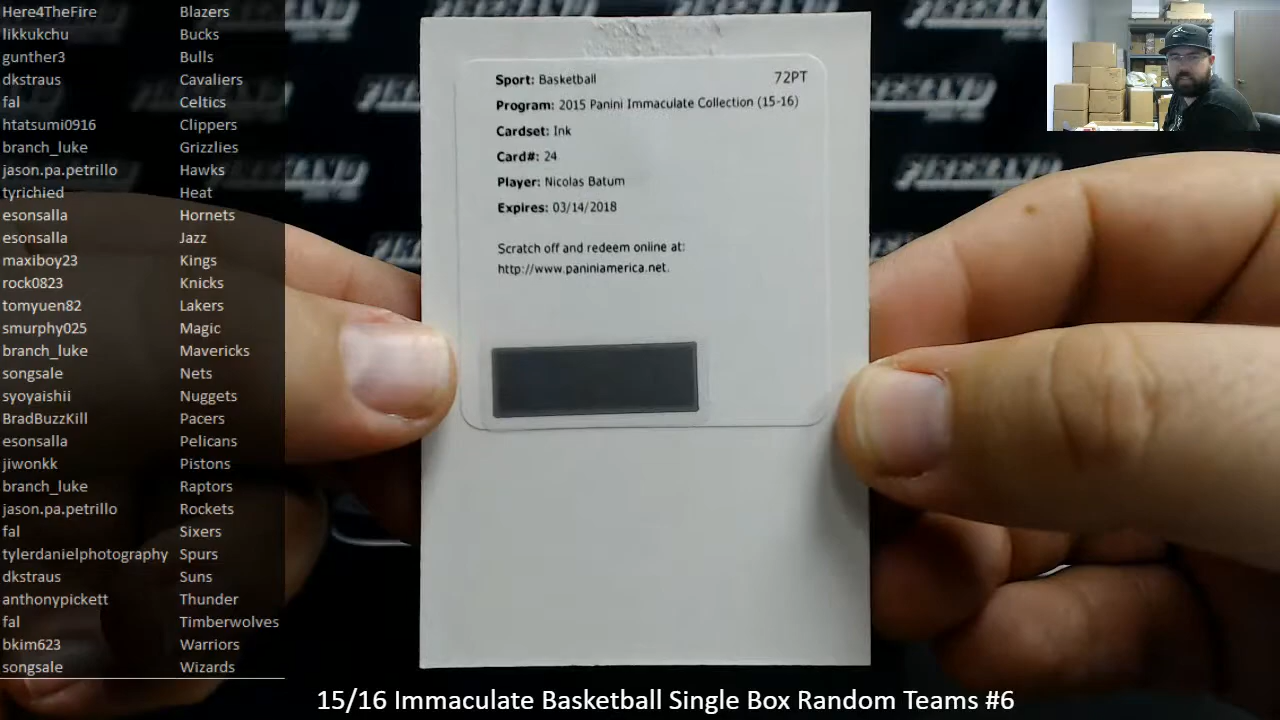 Here4TheFire Blazers
likkukchu Bucks
gunther3 Bulls
dkstraus Cavaliers
fal Celtics
htatsumi0916 Clippers
branch_luke Grizzlies
jason.pa.petrillo Hawks
tyrichied Heat
esonsalla Hornets
esonsalla Jazz
maxiboy23 Kings
rock0823 Knicks
tomyuen82 Lakers
smurphy025 Magic
branch_luke Mavericks
songsale Nets
syoyaishii Nuggets
BradBuzzKill Pacers
esonsalla Pelicans
jiwonkk Pistons
branch_luke Raptors
jason.pa.petrillo Rockets
fal Sixers
tylerdanielphotography Spurs
dkstraus Suns
anthonypickett Thunder
fal Timberwolves
bkim623 Warriors
songsale Wizards
Sport: Basketball 72PT
Program: 2015 Panini Immaculate Collection (15-16)
Cardset: Ink
Card#: 24
Player: Nicolas Batum
Expires: 03/14/2018
Scratch off and redeem online at:
http://www.paniniamerica.net.
15/16 Immaculate Basketball Single Box Random Teams #6